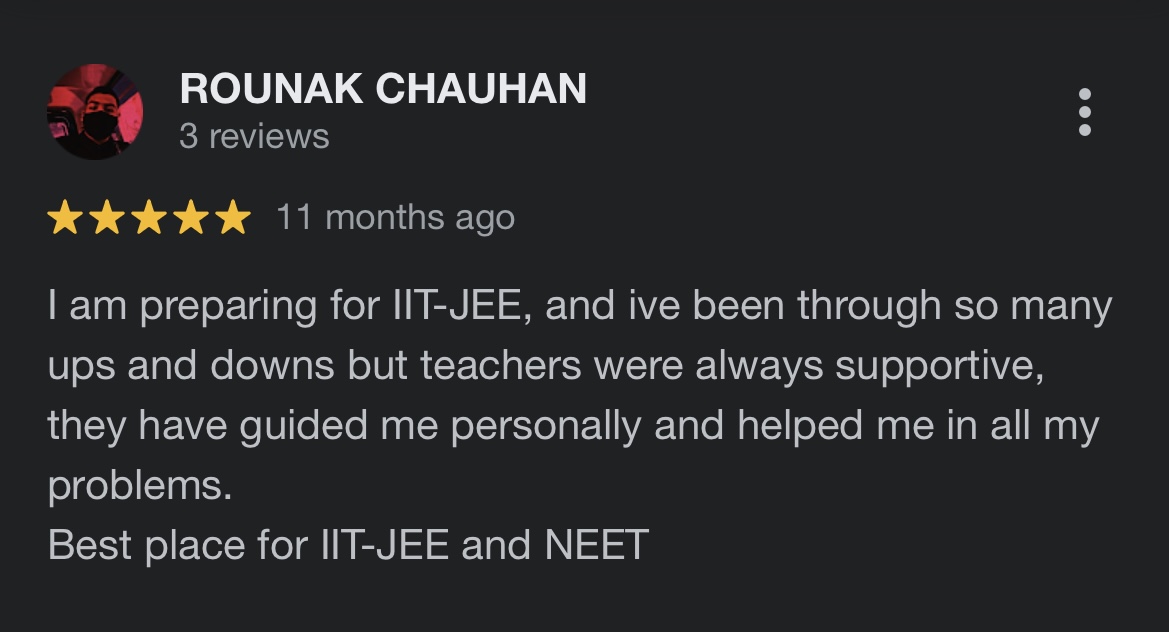 ROUNAK CHAUHAN
3 reviews
11 months ago
I am preparing for IIT-JEE, and ive been through so many
ups and downs but teachers were always supportive,
they have guided me personally and helped me in all my
problems.
Best place for IIT-JEE and NEET